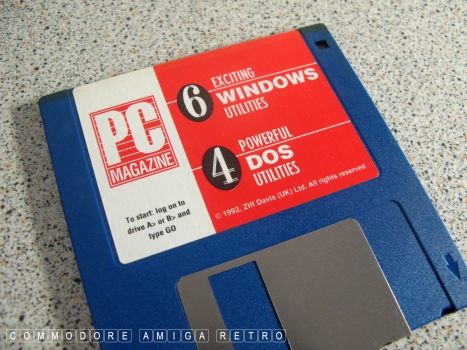 PC
MAGAZINE
To start: log on to
drive A> or B> and
type GO
6 EXCITING
WINDOWS
UTILITIES
4 POWERFUL
DOS
UTILITIES
© 1992, Ziff Davis (UK) Ltd. All rights reserved
COMMODORE AMIGA RETRO